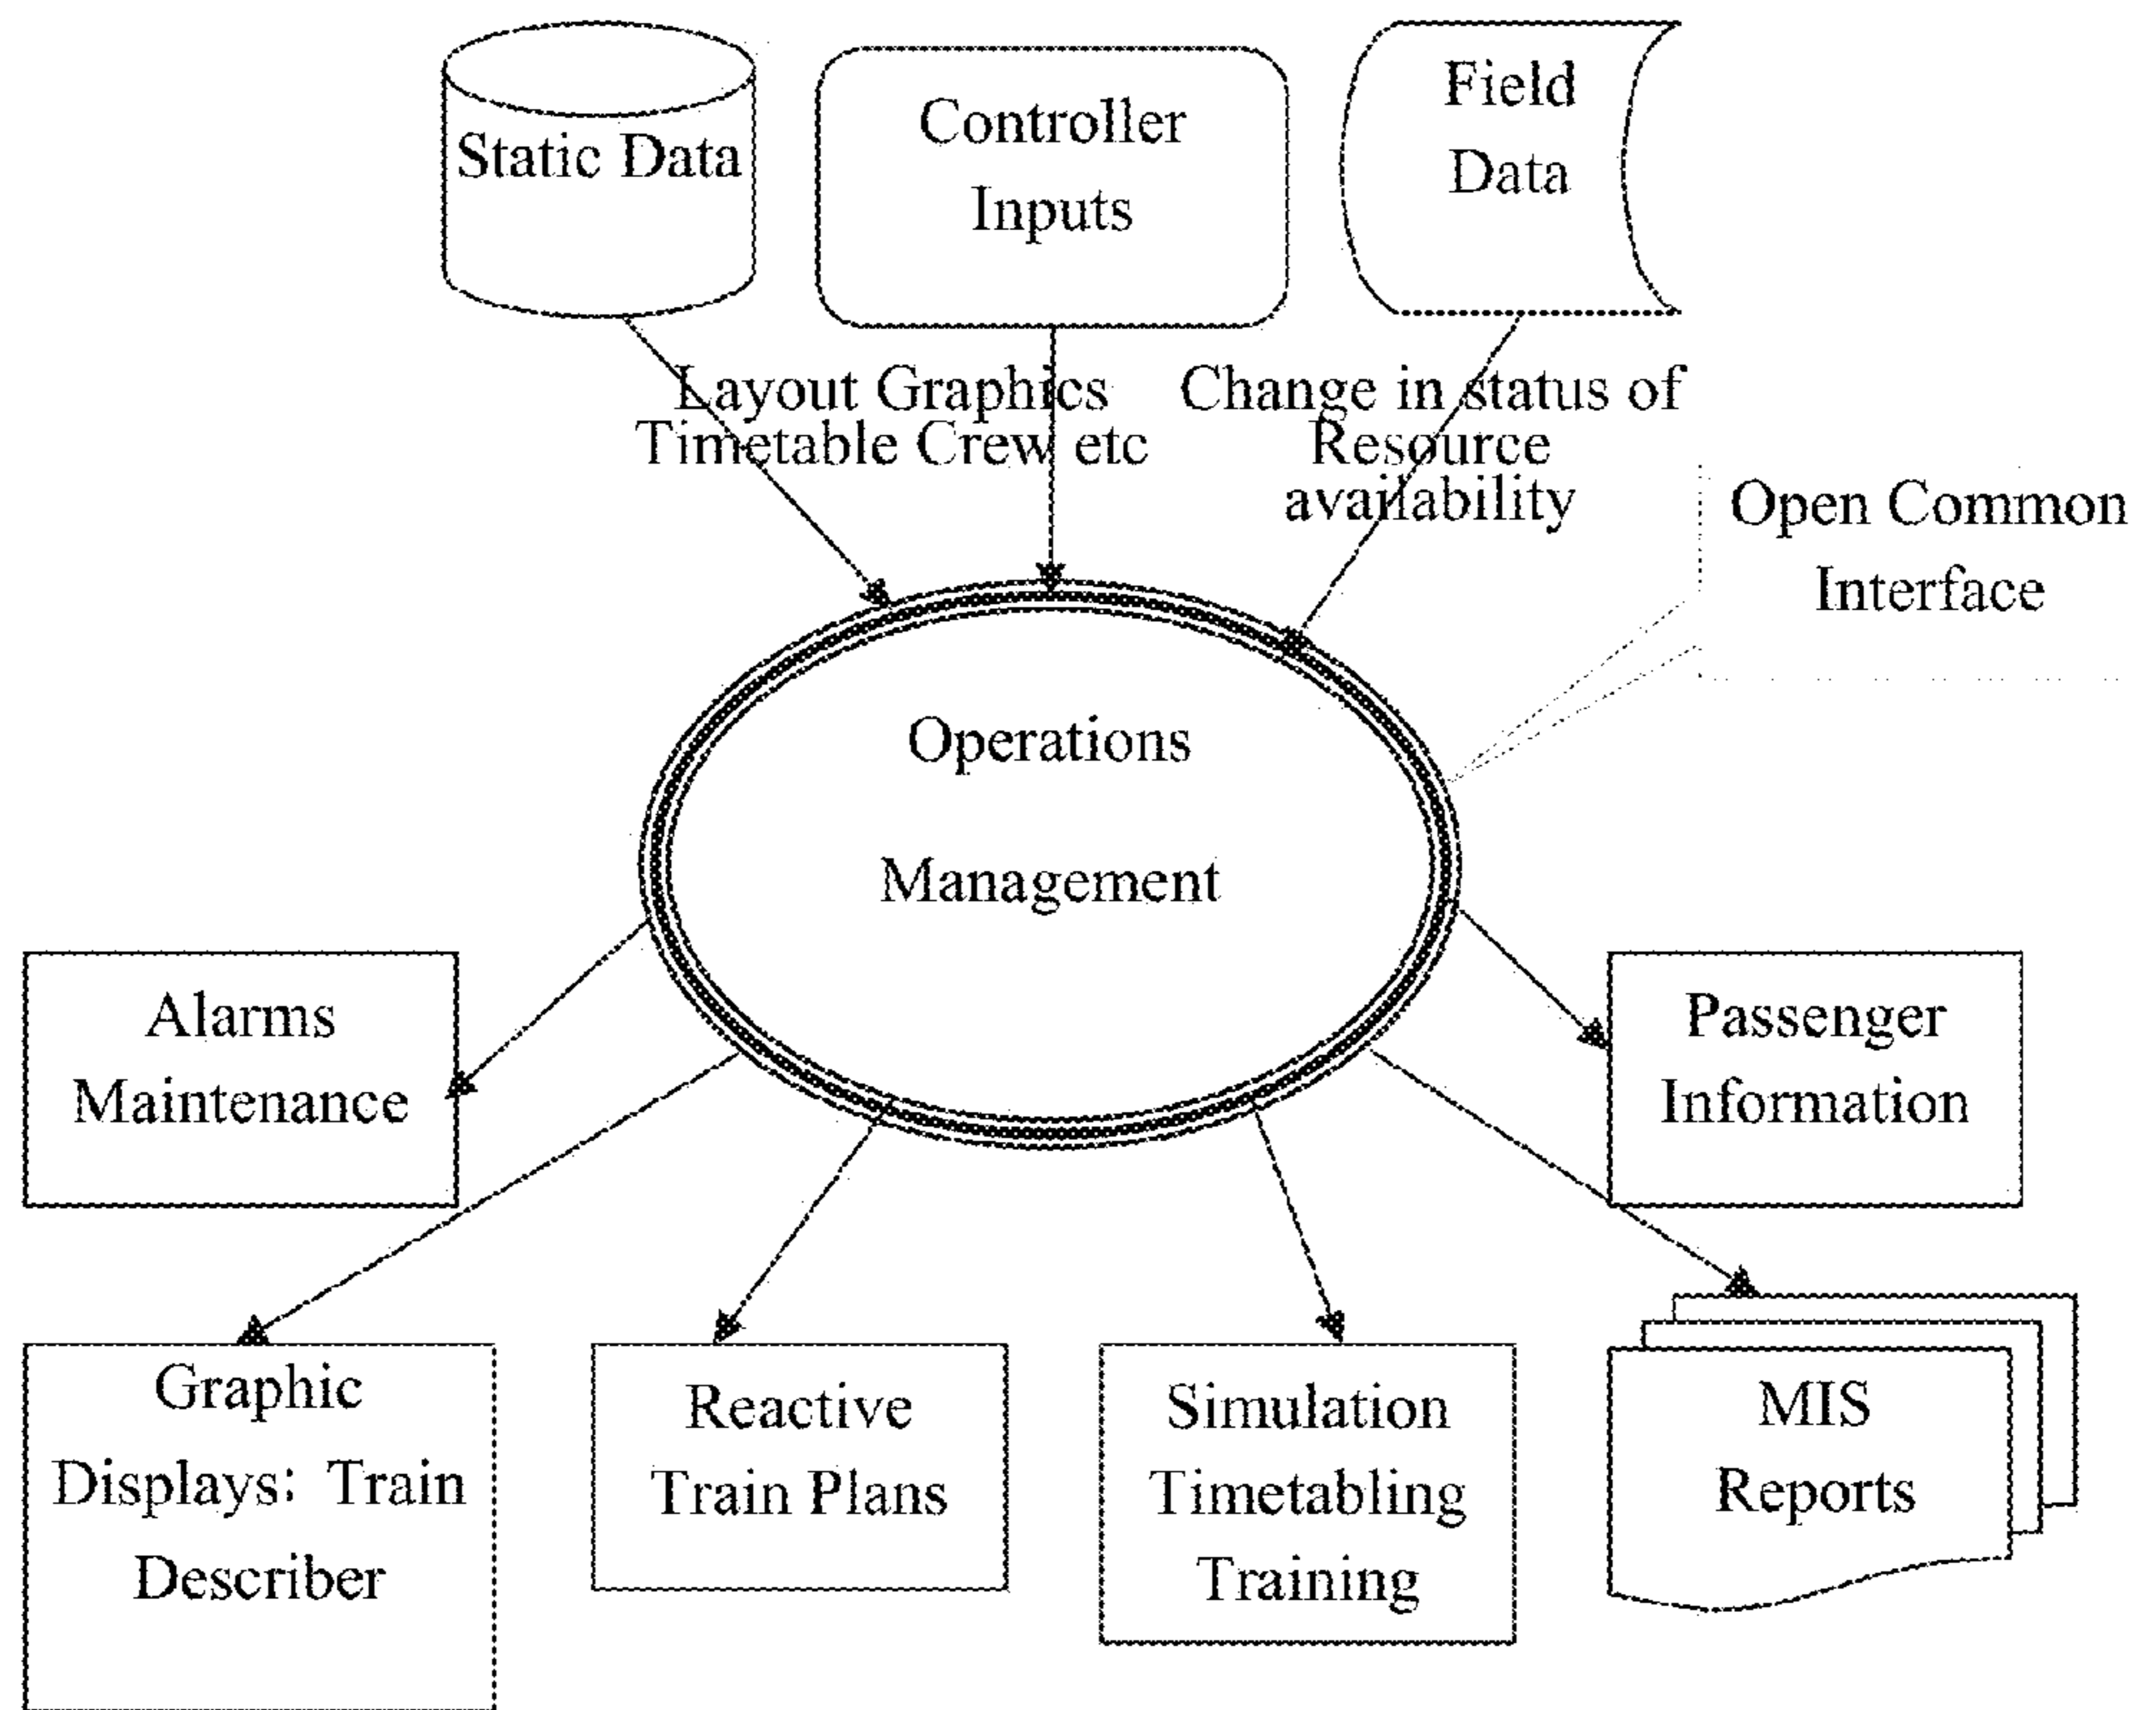 Static Data
Controller
Inputs
Field
Data
Layout Graphics
Timetable Crew etc
Change in status of
Resource
availability
Open Common
Interface
Operations
Management
Alarms
Maintenance
Passenger
Information
Graphic
Displays: Train
Describer
Reactive
Train Plans
Simulation
Timetabling
Training
MIS
Reports